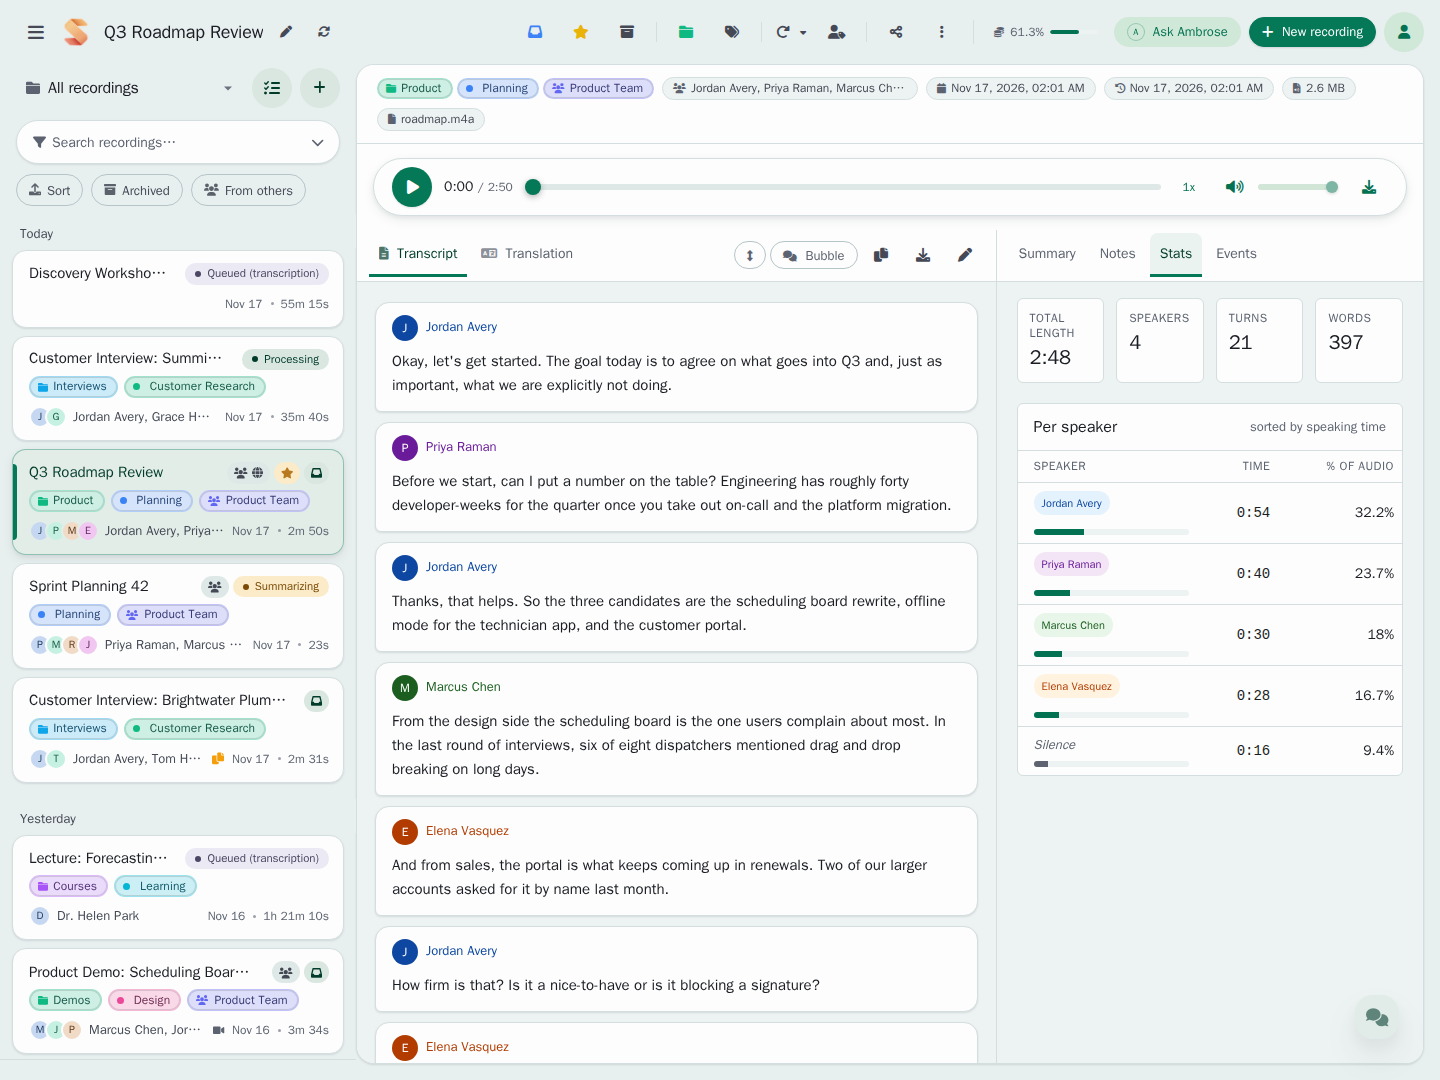 Q3 Roadmap Review
61.3%
A Ask Ambrose
New recording
All recordings
Search recordings···
Sort
Archived
From others
Today
Discovery Worksho···
Queued (transcription)
Nov 17 • 55m 15s
Customer Interview: Summi···
Processing
Interviews
Customer Research
J G Jordan Avery, Grace H··· Nov 17 • 35m 40s
Q3 Roadmap Review
Product
Planning
Product Team
J P M E Jordan Avery, Priya··· Nov 17 • 2m 50s
Sprint Planning 42
Summarizing
Planning
Product Team
P M R J Priya Raman, Marcus ··· Nov 17 • 23s
Customer Interview: Brightwater Plum···
Interviews
Customer Research
J T Jordan Avery, Tom H··· Nov 17 • 2m 31s
Yesterday
Lecture: Forecastin···
Queued (transcription)
Courses
Learning
D Dr. Helen Park Nov 16 • 1h 21m 10s
Product Demo: Scheduling Boar···
Demos
Design
Product Team
M J P Marcus Chen, Jor··· Nov 16 • 3m 34s
Product
Planning
Product Team
Jordan Avery, Priya Raman, Marcus Ch···
Nov 17, 2026, 02:01 AM
Nov 17, 2026, 02:01 AM
2.6 MB
roadmap.m4a
0:00 / 2:50
1x
Transcript
Translation
Bubble
J Jordan Avery
Okay, let's get started. The goal today is to agree on what goes into Q3 and, just as
important, what we are explicitly not doing.
P Priya Raman
Before we start, can I put a number on the table? Engineering has roughly forty
developer-weeks for the quarter once you take out on-call and the platform migration.
J Jordan Avery
Thanks, that helps. So the three candidates are the scheduling board rewrite, offline
mode for the technician app, and the customer portal.
M Marcus Chen
From the design side the scheduling board is the one users complain about most. In
the last round of interviews, six of eight dispatchers mentioned drag and drop
breaking on long days.
E Elena Vasquez
And from sales, the portal is what keeps coming up in renewals. Two of our larger
accounts asked for it by name last month.
J Jordan Avery
How firm is that? Is it a nice-to-have or is it blocking a signature?
E Elena Vasquez
Summary
Notes
Stats
Events
TOTAL
LENGTH
2:48
SPEAKERS
4
TURNS
21
WORDS
397
Per speaker
sorted by speaking time
SPEAKER TIME % OF AUDIO
Jordan Avery 0:54 32.2%
Priya Raman 0:40 23.7%
Marcus Chen 0:30 18%
Elena Vasquez 0:28 16.7%
Silence 0:16 9.4%